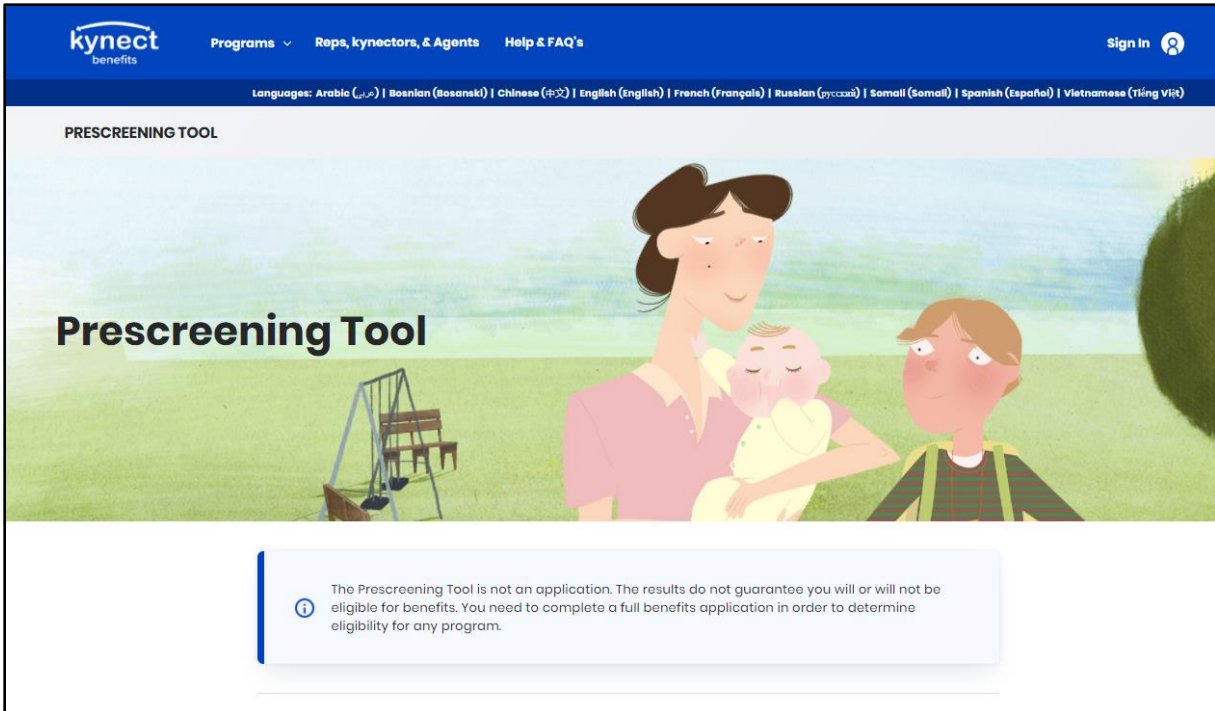 kynect
benefits
Programs
Reps, kynectors, & Agents
Help & FAQ's
Sign In
Languages: Arabic (عربي) | Bosnian (Bosanski) | Chinese (中文) | English (English) | French (Français) | Russian (русский) | Somali (Somali) | Spanish (Español) | Vietnamese (Tiếng Việt)
PRESCREENING TOOL
Prescreening Tool
The Prescreening Tool is not an application. The results do not guarantee you will or will not be
eligible for benefits. You need to complete a full benefits application in order to determine
eligibility for any program.